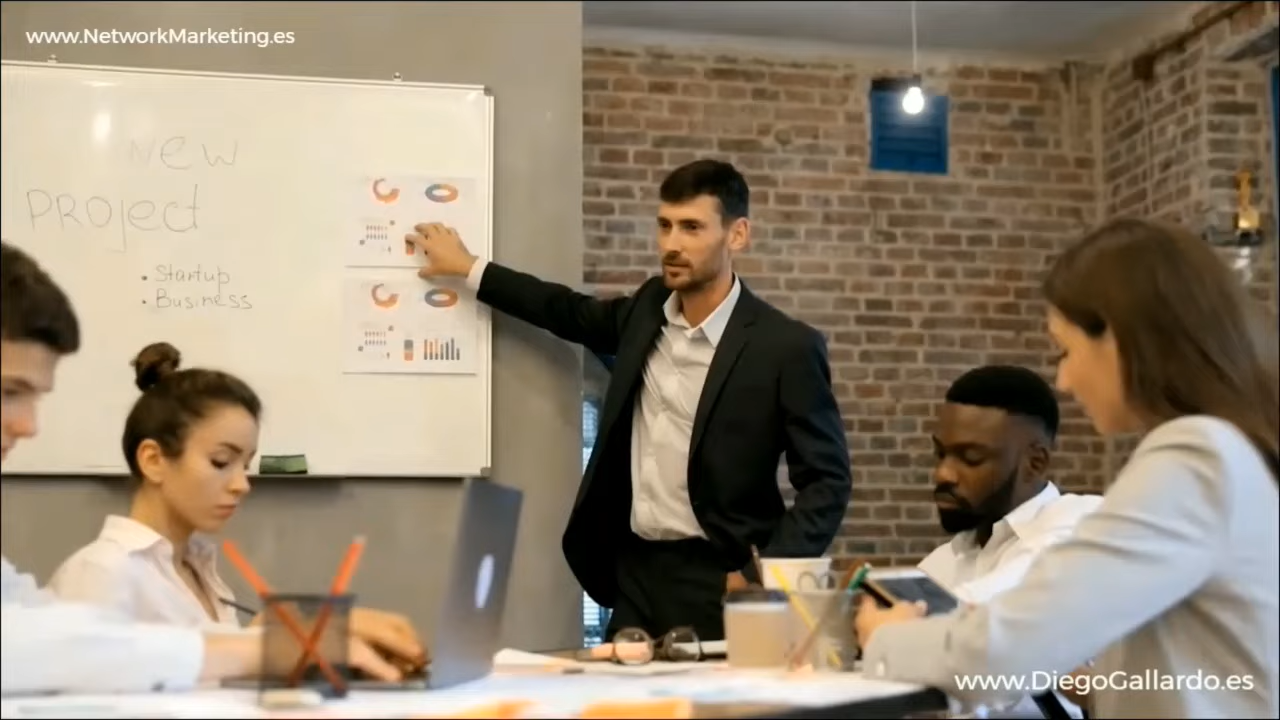 www.NetworkMarketing.es
New
PROject
• Startup
• Business
www.DiegoGallardo.es